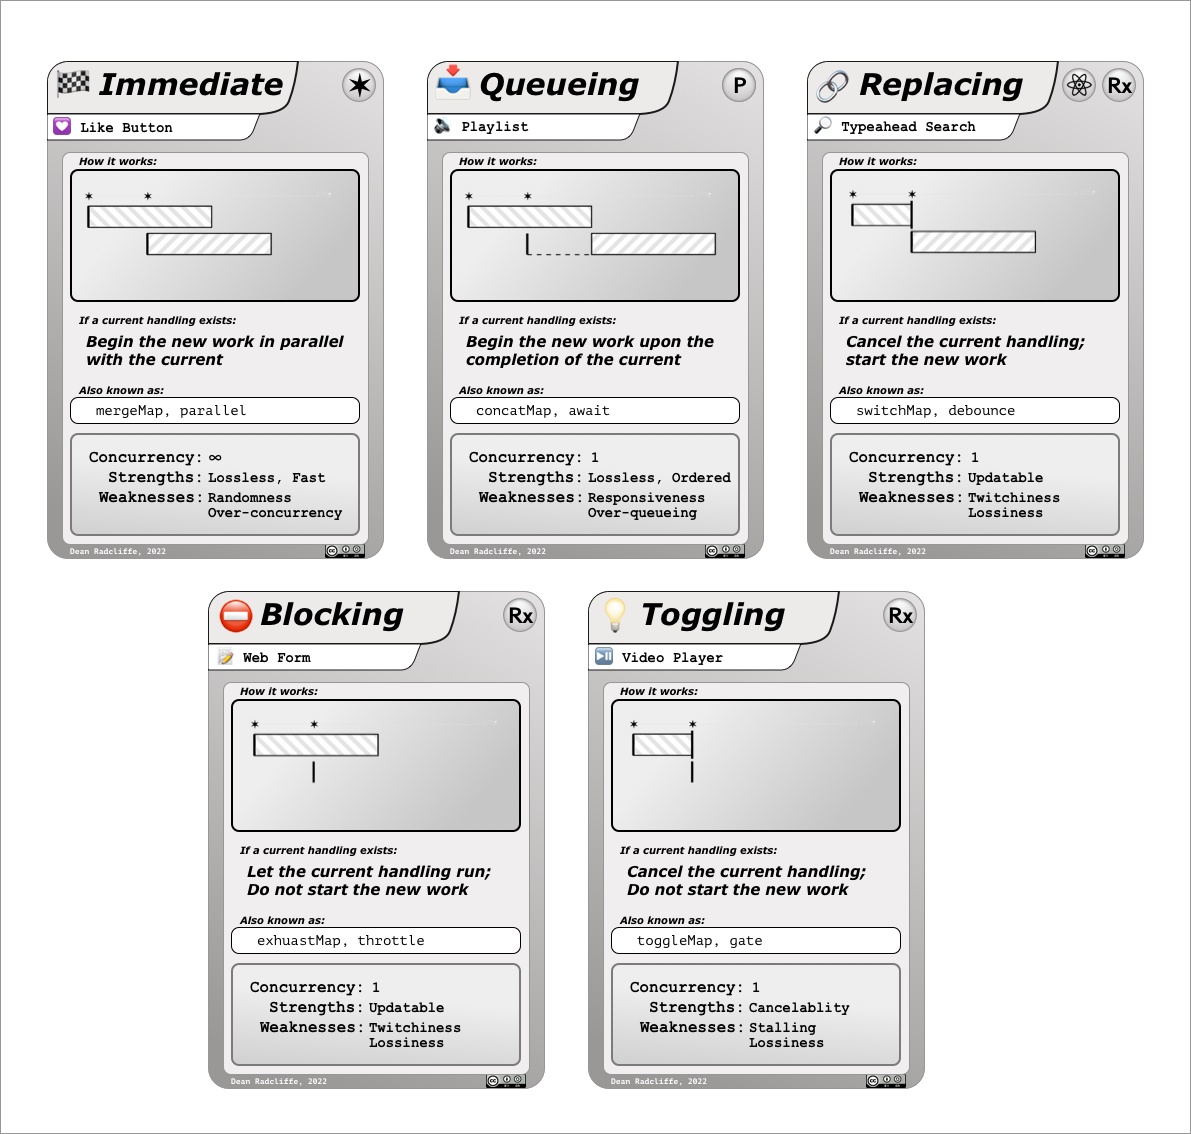 Immediate
Like Button
How it works:
If a current handling exists:
Begin the new work in parallel
with the current
Also known as:
mergeMap, parallel
Concurrency: ∞
Strengths: Lossless, Fast
Weaknesses: Randomness
Over-concurrency
Dean Radcliffe, 2022
Queueing
P
Playlist
How it works:
If a current handling exists:
Begin the new work upon the
completion of the current
Also known as:
concatMap, await
Concurrency: 1
Strengths: Lossless, Ordered
Weaknesses: Responsiveness
Over-queueing
Dean Radcliffe, 2022
Replacing
Rx
Typeahead Search
How it works:
If a current handling exists:
Cancel the current handling;
start the new work
Also known as:
switchMap, debounce
Concurrency: 1
Strengths: Updatable
Weaknesses: Twitchiness
Lossiness
Dean Radcliffe, 2022
Blocking
Rx
Web Form
How it works:
If a current handling exists:
Let the current handling run;
Do not start the new work
Also known as:
exhuastMap, throttle
Concurrency: 1
Strengths: Updatable
Weaknesses: Twitchiness
Lossiness
Dean Radcliffe, 2022
Toggling
Rx
Video Player
How it works:
If a current handling exists:
Cancel the current handling;
Do not start the new work
Also known as:
toggleMap, gate
Concurrency: 1
Strengths: Cancelablity
Weaknesses: Stalling
Lossiness
Dean Radcliffe, 2022